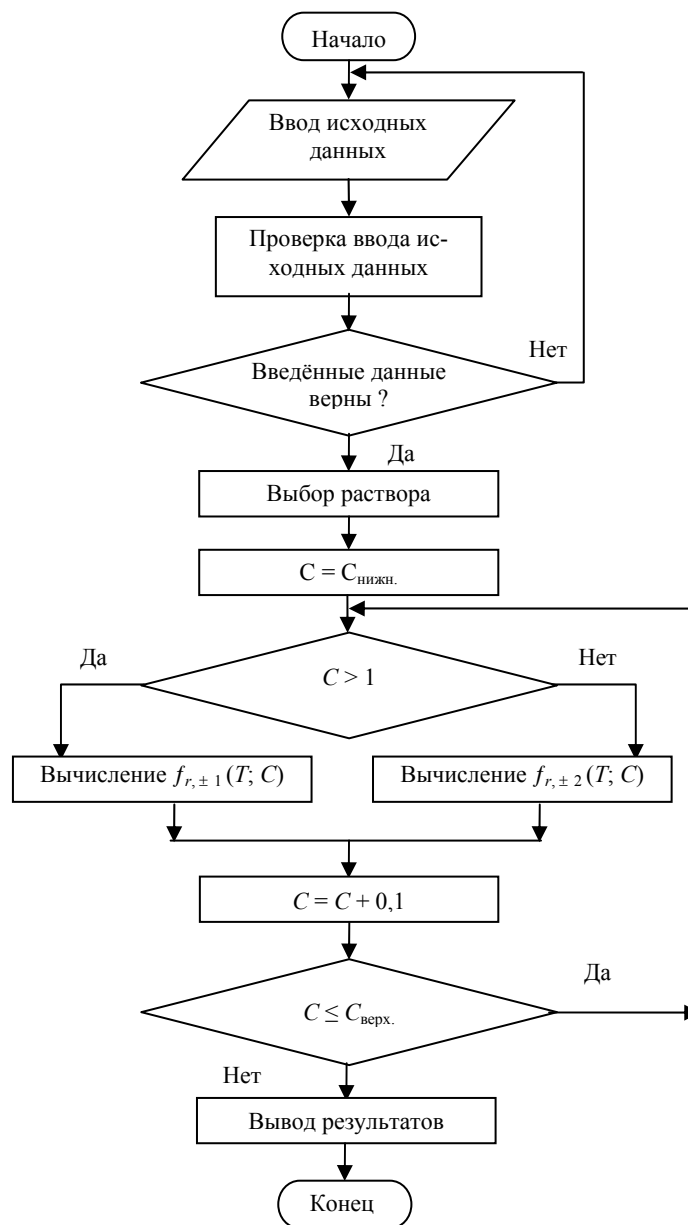 Начало
Ввод исходных
данных
Проверка ввода ис-
ходных данных
Нет
Введённые данные
верны ?
Да
Выбор раствора
С = Снижн.
Да
Нет
C > 1
Вычисление fr, ± 1 (T; C)
Вычисление fr, ± 2 (T; C)
C = C + 0,1
Да
C ≤ Cверх.
Нет
Вывод результатов
Конец